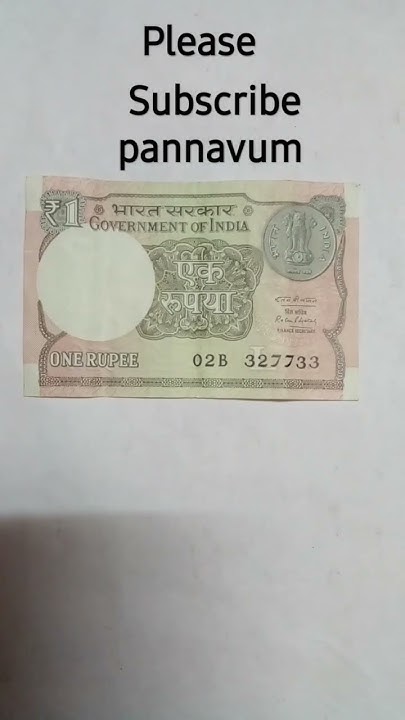 Please
Subscribe
pannavum
₹1
भारत सरकार
GOVERNMENT OF INDIA
एक
रुपया
ONE RUPEE
02B 327733